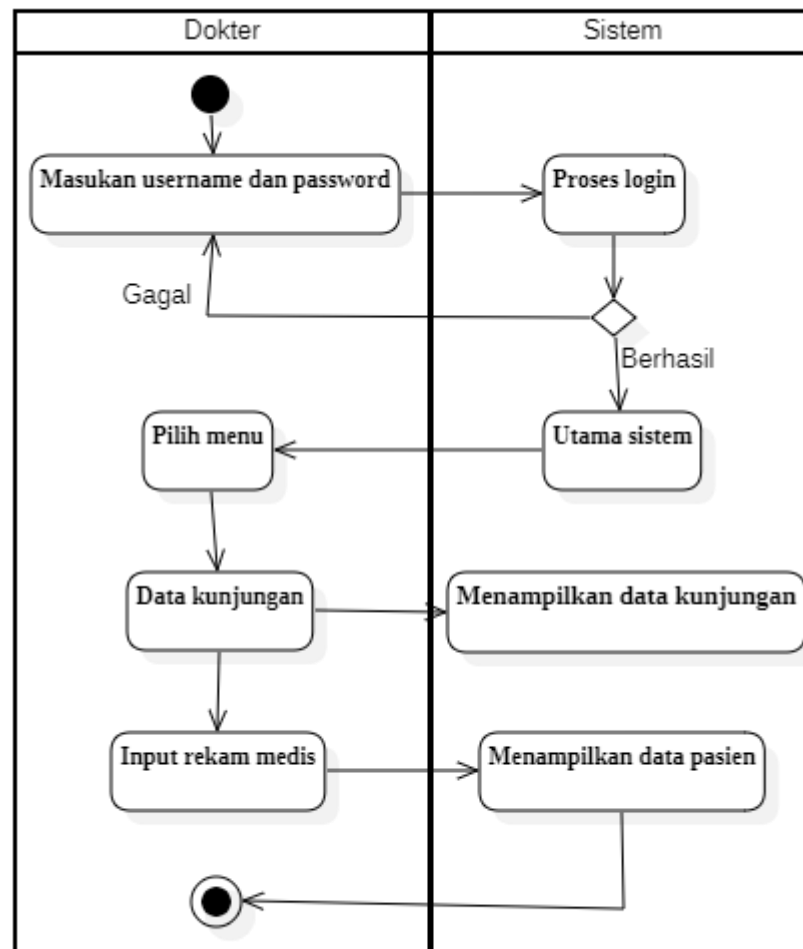 Dokter
Sistem
Masukan username dan password
Proses login
Gagal
Berhasil
Pilih menu
Utama sistem
Data kunjungan
Menampilkan data kunjungan
Input rekam medis
Menampilkan data pasien